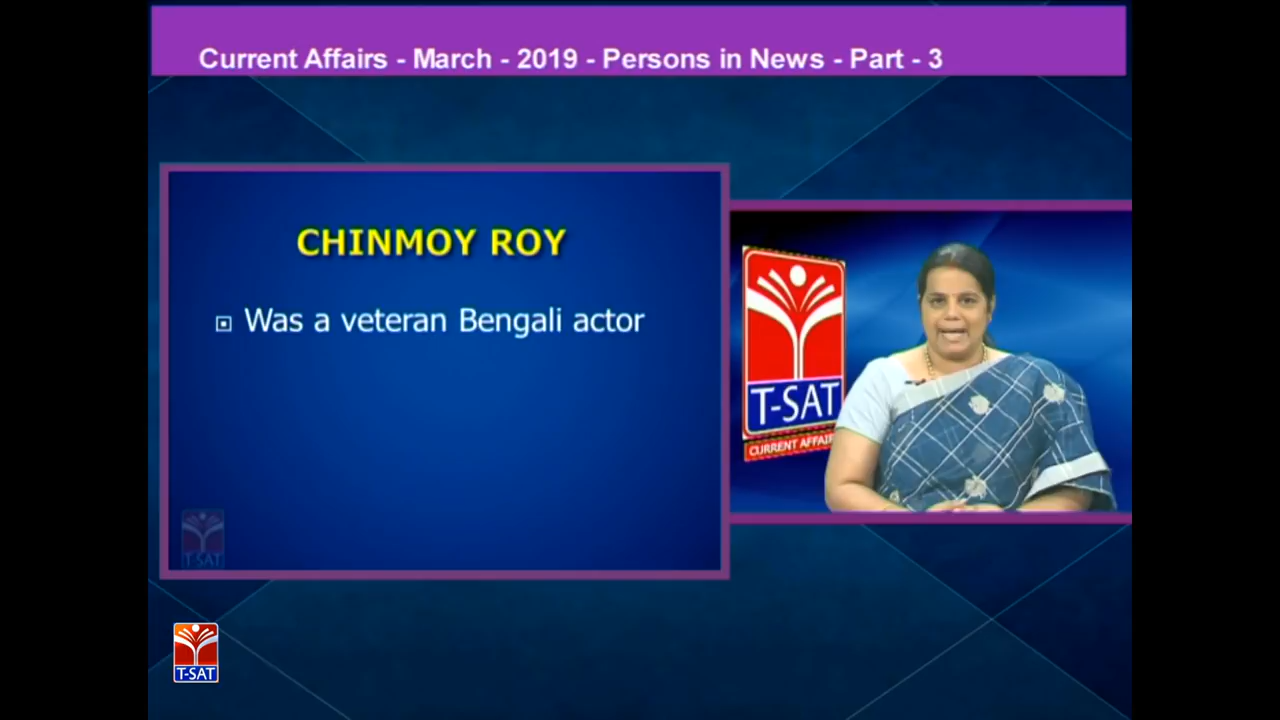 Current Affairs - March - 2019 - Persons in News - Part - 3
CHINMOY ROY
Was a veteran Bengali actor
T-SAT
CURRENT AFFAIR
T-SAT
T-SAT